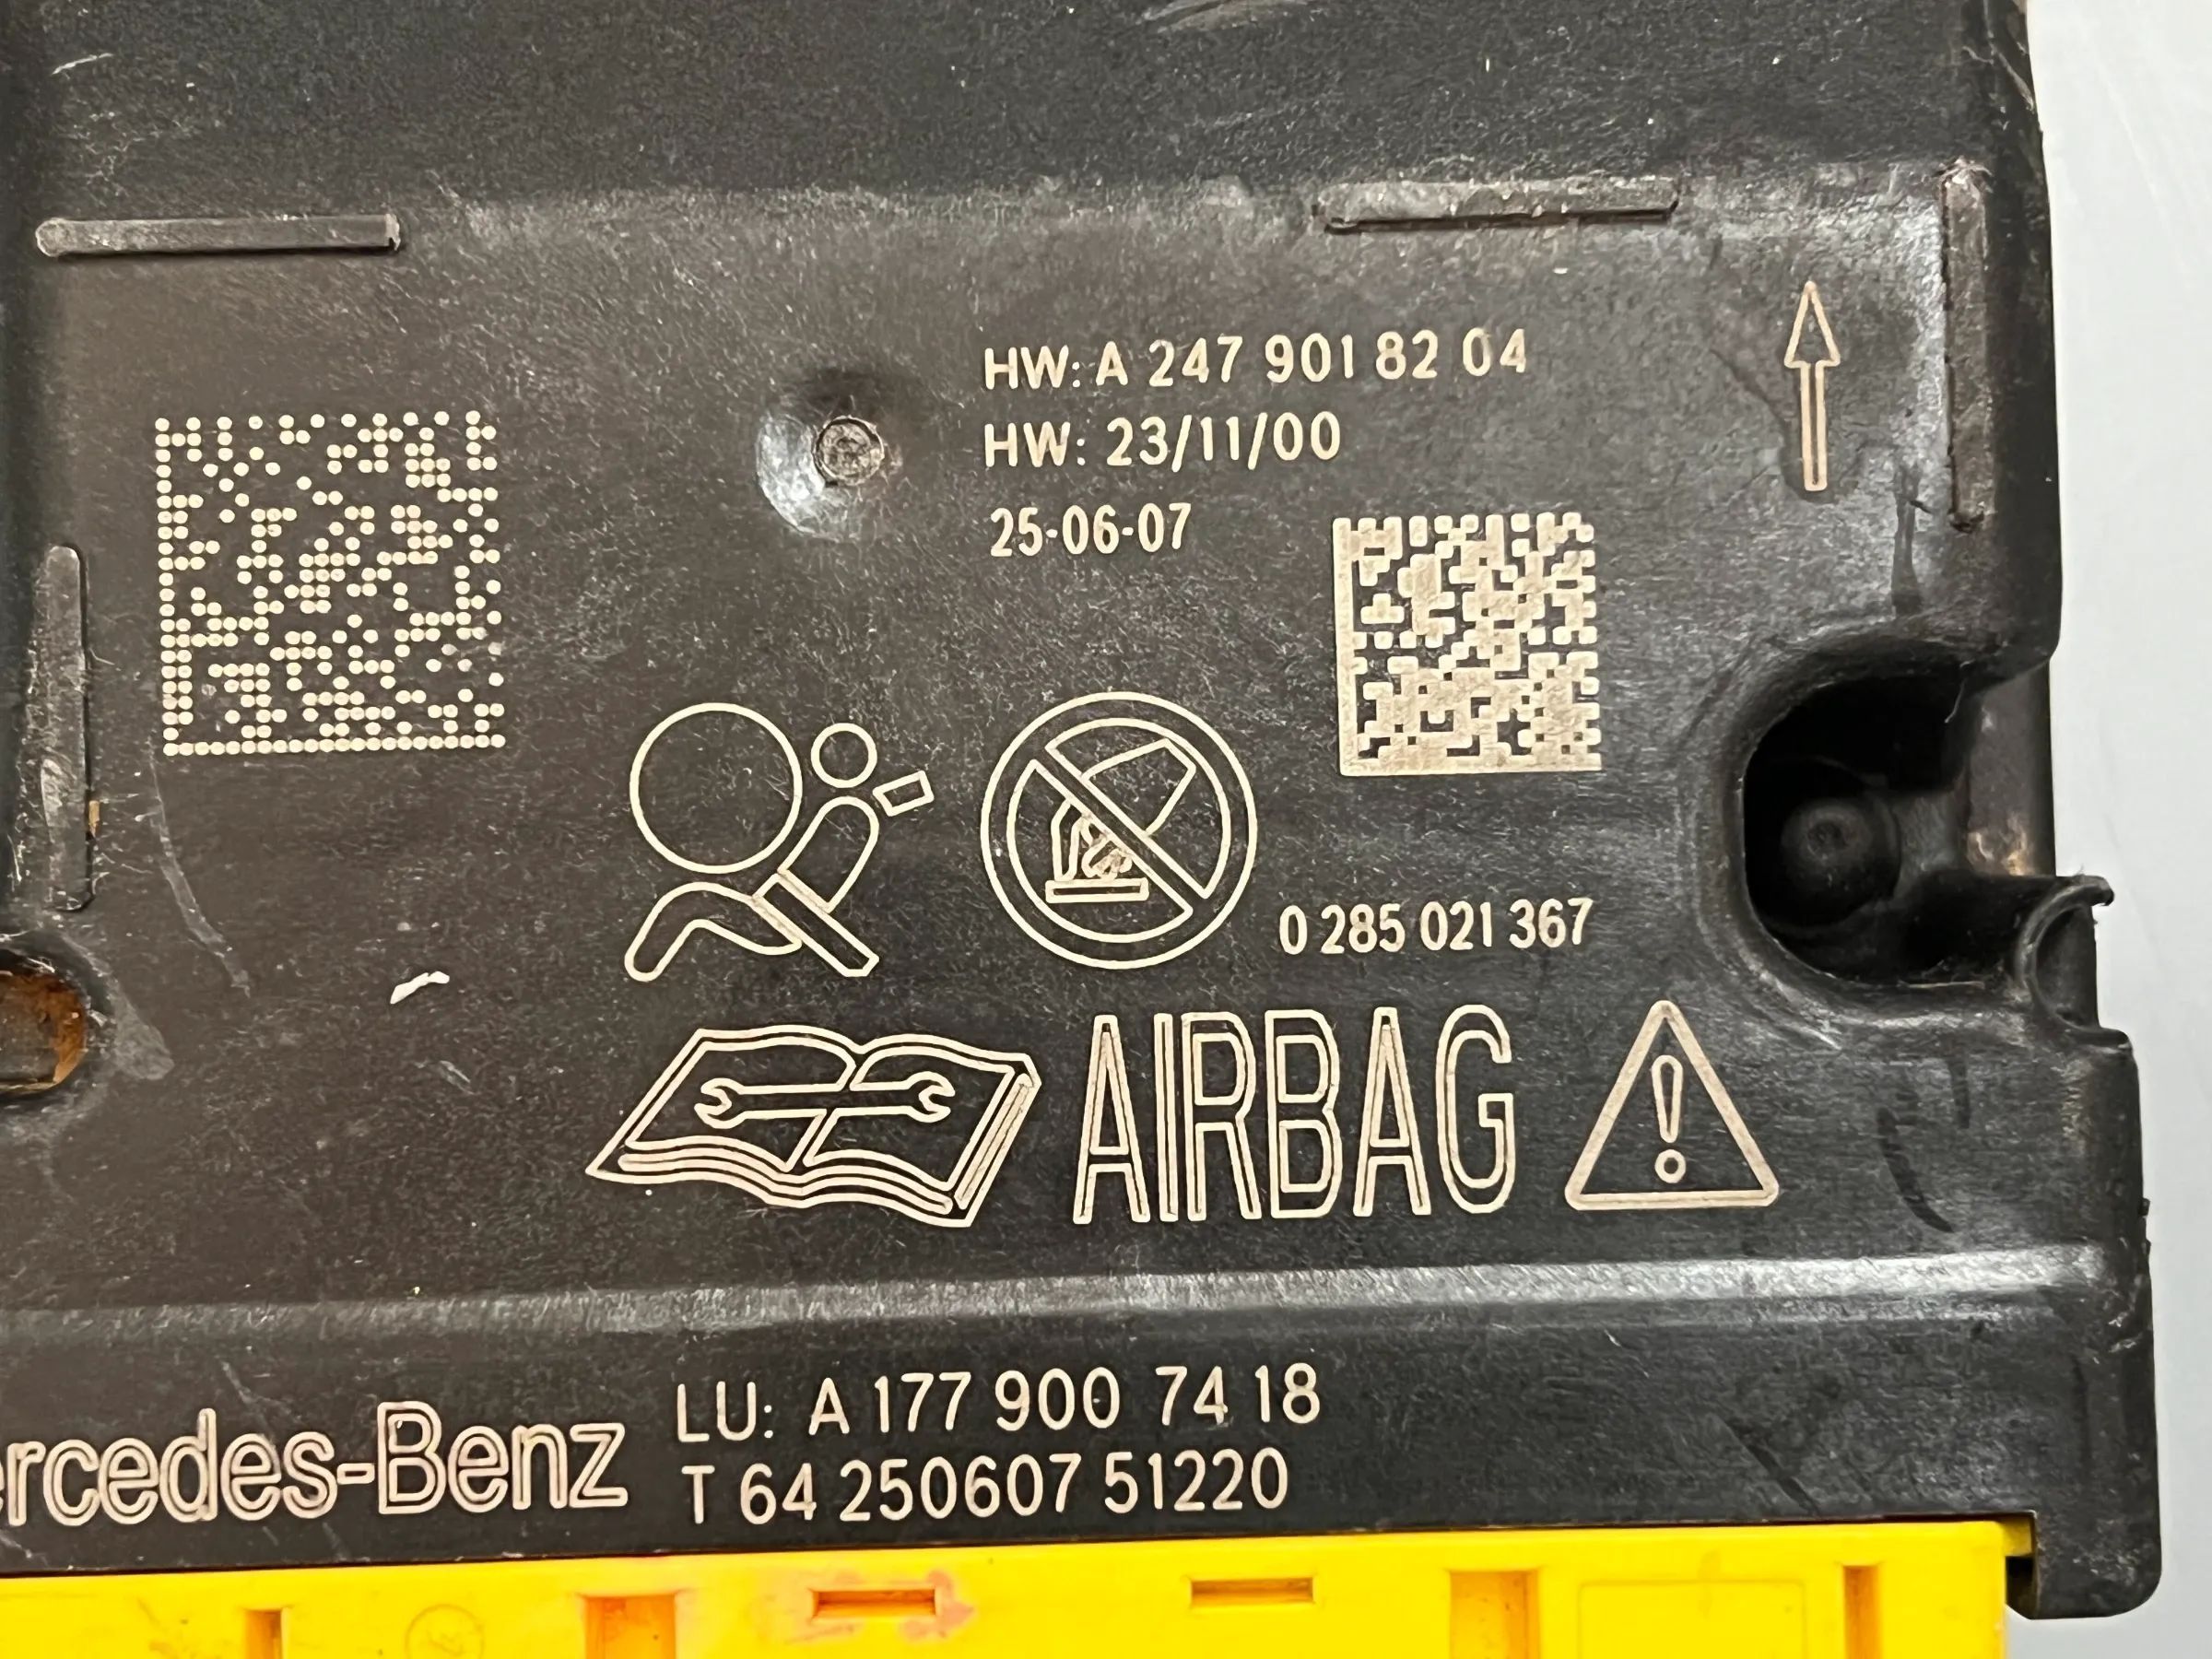 HW: A 247 901 82 04
HW: 23/11/00
25-06-07
0 285 021 367
AIRBAG
ercedes-Benz
LU: A 177 900 74 18
T 64 250607 51220